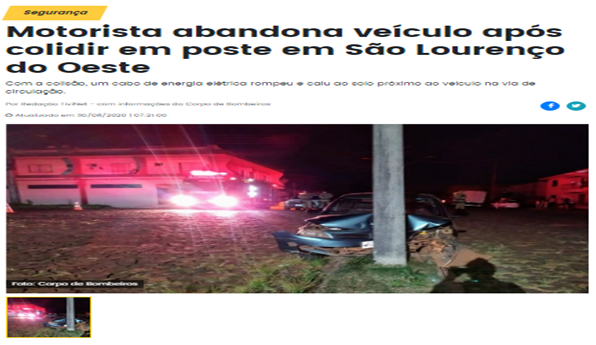 Segurança
Motorista abandona veículo após
colidir em poste em São Lourenço
do Oeste
Com a colisão, um cabo de energia elétrica rompeu e caiu ao solo próximo ao veículo na via de
circulação.
Por Redação TiviNet - com informações do Corpo de Bombeiros
Atualizado em 30/08/2020 | 07:21:00
Foto: Corpo de Bombeiros